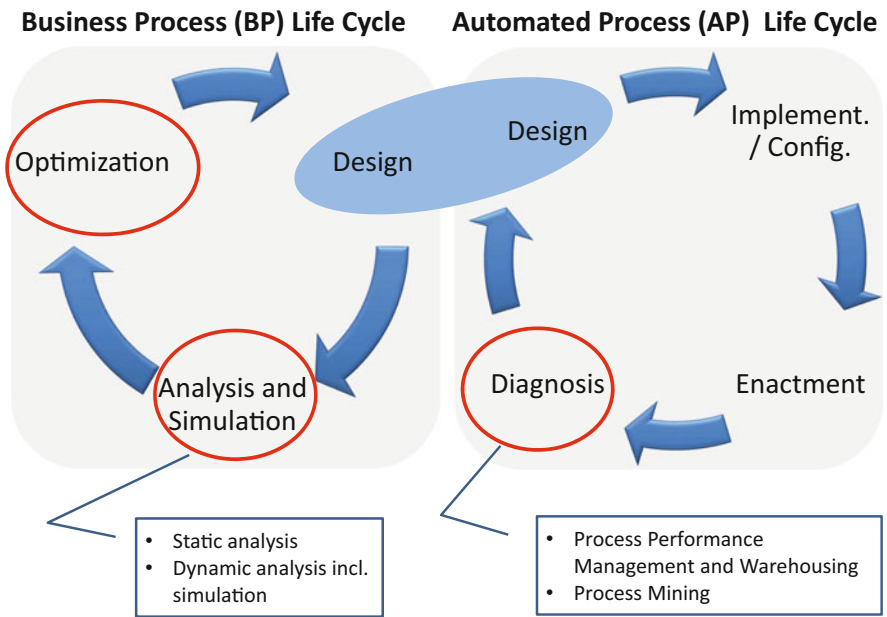 Business Process (BP) Life Cycle
Automated Process (AP) Life Cycle
Optimization
Design
Analysis and
Simulation
Design
Implement.
/ Config.
Enactment
Diagnosis
• Static analysis
• Dynamic analysis incl.
simulation
• Process Performance
Management and Warehousing
• Process Mining